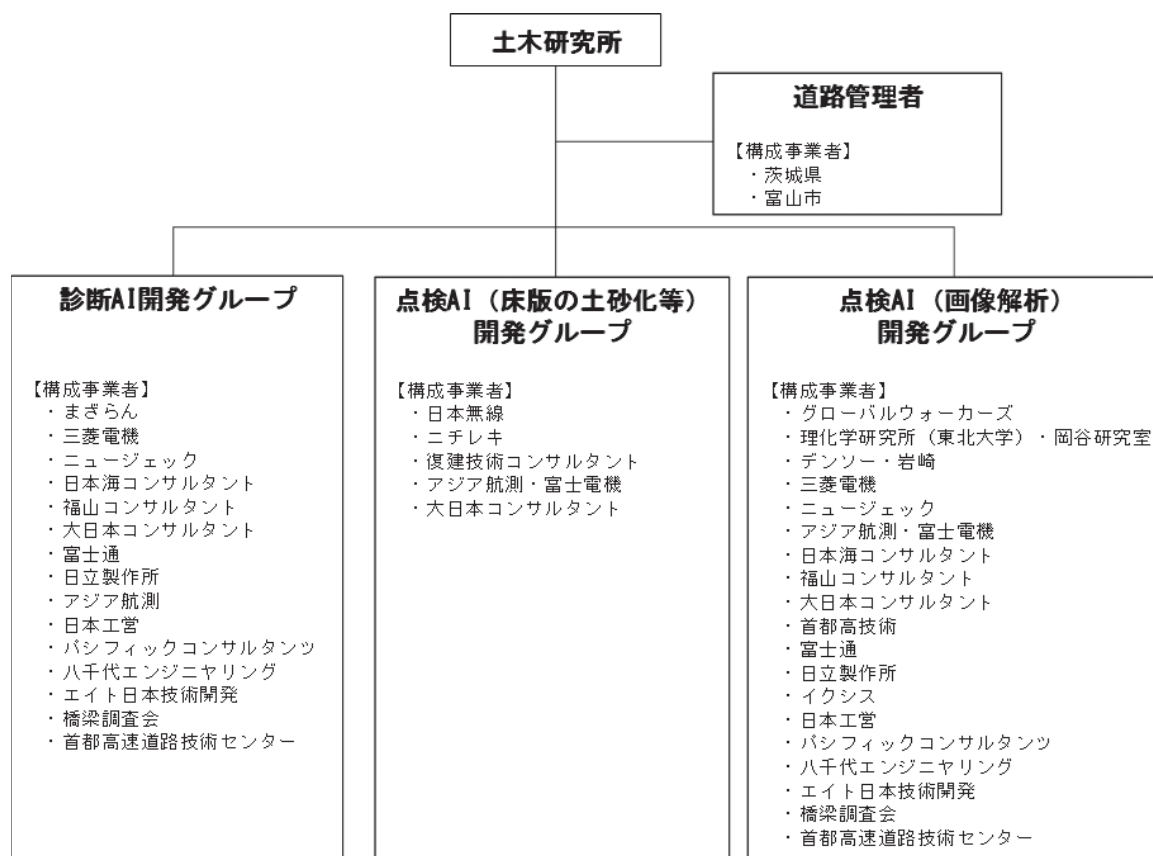 土木研究所
道路管理者
【構成事業者】
・茨城県
・富山市
診断AI開発グループ
【構成事業者】
・まざらん
・三菱電機
・ニュージェック
・日本海コンサルタント
・福山コンサルタント
・大日本コンサルタント
・富士通
・日立製作所
・アジア航測
・日本工営
・パシフィックコンサルタンツ
・八千代エンジニヤリング
・エイト日本技術開発
・橋梁調査会
・首都高速道路技術センター
点検AI（床版の土砂化等）
開発グループ
【構成事業者】
・日本無線
・ニチレキ
・復建技術コンサルタント
・アジア航測・富士電機
・大日本コンサルタント
点検AI（画像解析）
開発グループ
【構成事業者】
・グローバルウォーカーズ
・理化学研究所（東北大学）・岡谷研究室
・デンソー・岩崎
・三菱電機
・ニュージェック
・アジア航測・富士電機
・日本海コンサルタント
・福山コンサルタント
・大日本コンサルタント
・首都高技術
・富士通
・日立製作所
・イクシス
・日本工営
・パシフィックコンサルタンツ
・八千代エンジニヤリング
・エイト日本技術開発
・橋梁調査会
・首都高速道路技術センター